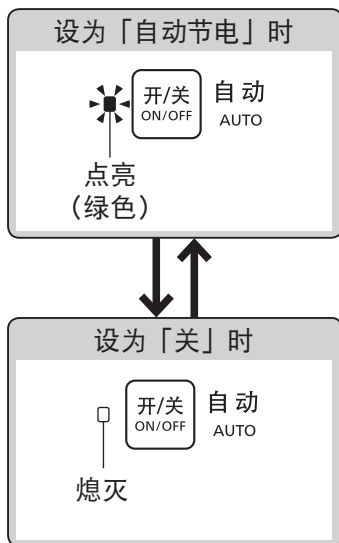 设为「自动节电」时
开/关 自动
ON/OFF AUTO
点亮
（绿色）
设为「关」时
开/关 自动
ON/OFF AUTO
熄灭